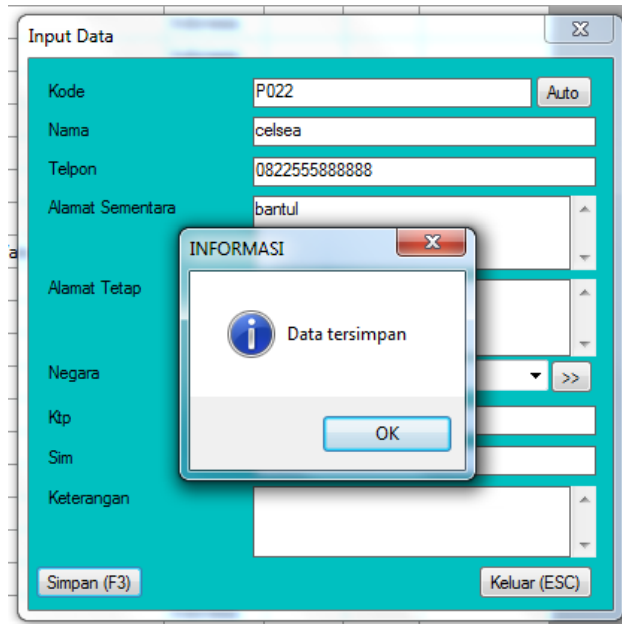 Input Data
Kode P022 Auto
Nama celsea
Telpon 0822555888888
Alamat Sementara bantul
INFORMASI
Alamat Tetap
Data tersimpan
Negara >>
Ktp
OK
Sim
Keterangan
Simpan (F3) Keluar (ESC)